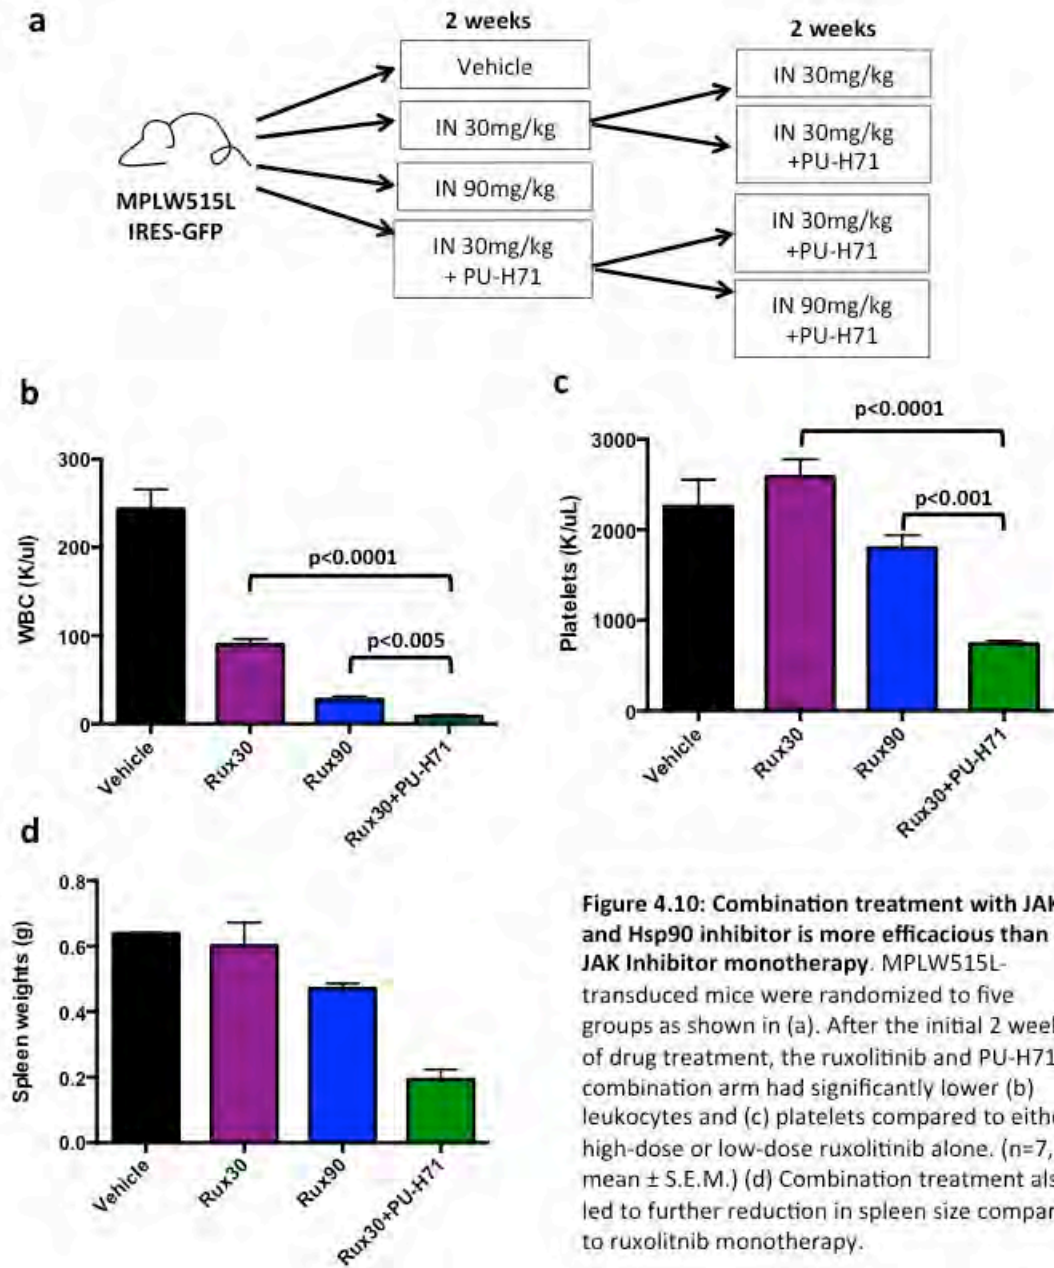 a
2 weeks
2 weeks
Vehicle
IN 30mg/kg
IN 90mg/kg
IN 30mg/kg
+ PU-H71
MPLW515L
IRES-GFP
IN 30mg/kg
IN 30mg/kg
+PU-H71
IN 30mg/kg
+PU-H71
IN 90mg/kg
+PU-H71
b
WBC (K/ul)
300
200
100
0
p<0.0001
p<0.005
Vehicle
Rux30
Rux90
Rux30+PU-H71
c
Platelets (K/uL)
3000
2000
1000
0
p<0.0001
p<0.001
Vehicle
Rux30
Rux90
Rux30+PU-H71
d
Spleen weights (g)
0.8
0.6
0.4
0.2
0.0
Vehicle
Rux30
Rux90
Rux30+PU-H71
Figure 4.10: Combination treatment with JAK
and Hsp90 inhibitor is more efficacious than
JAK Inhibitor monotherapy. MPLW515L-
transduced mice were randomized to five
groups as shown in (a). After the initial 2
of drug treatment, the ruxolitinib and PU-H71
combination arm had significantly lower (b)
leukocytes and (c) platelets compared to
high-dose or low-dose ruxolitinib alone. (n=7,
mean ± S.E.M.) (d) Combination treatment
led to further reduction in spleen size
to ruxolitnib monotherapy.